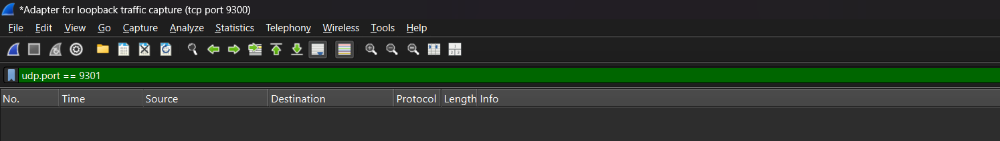 *Adapter for loopback traffic capture (tcp port 9300)
File Edit View Go Capture Analyze Statistics Telephony Wireless Tools Help
udp.port == 9301
No. Time Source Destination Protocol Length Info